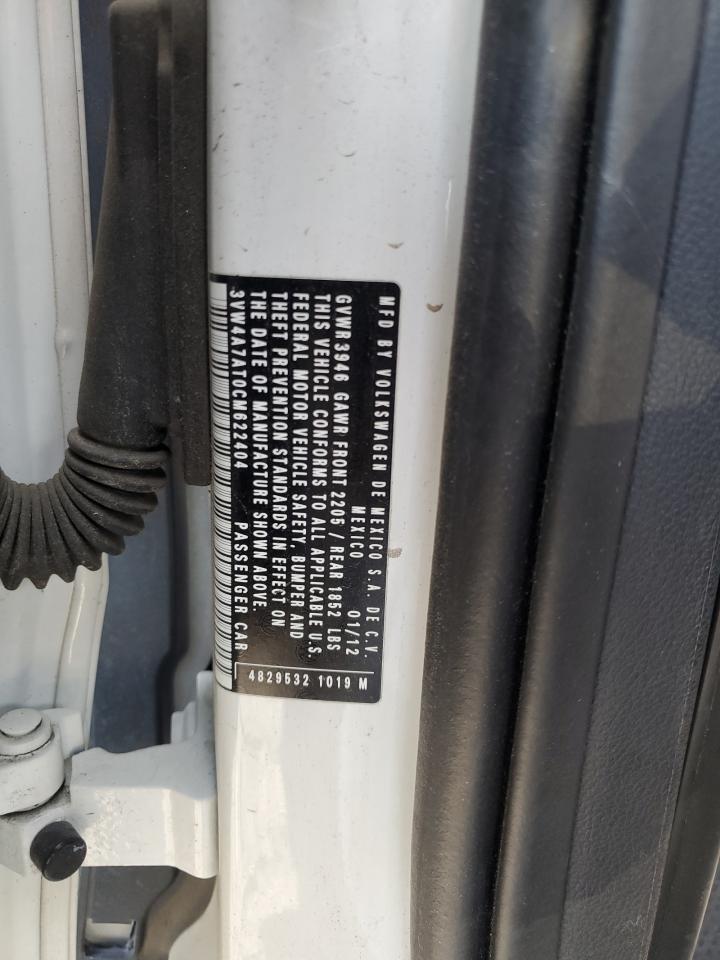 MFD BY VOLKSWAGEN DE MEXICO S.A. DE C.V.
MEXICO 01/12
GVWR 3946 GAWR FRONT 2205 / REAR 1852 LBS
THIS VEHICLE CONFORMS TO ALL APPLICABLE U.S.
FEDERAL MOTOR VEHICLE SAFETY, BUMPER AND
THEFT PREVENTION STANDARDS IN EFFECT ON
THE DATE OF MANUFACTURE SHOWN ABOVE.
3VW4A7AT0CM622404 PASSENGER CAR
4829532 1019 M